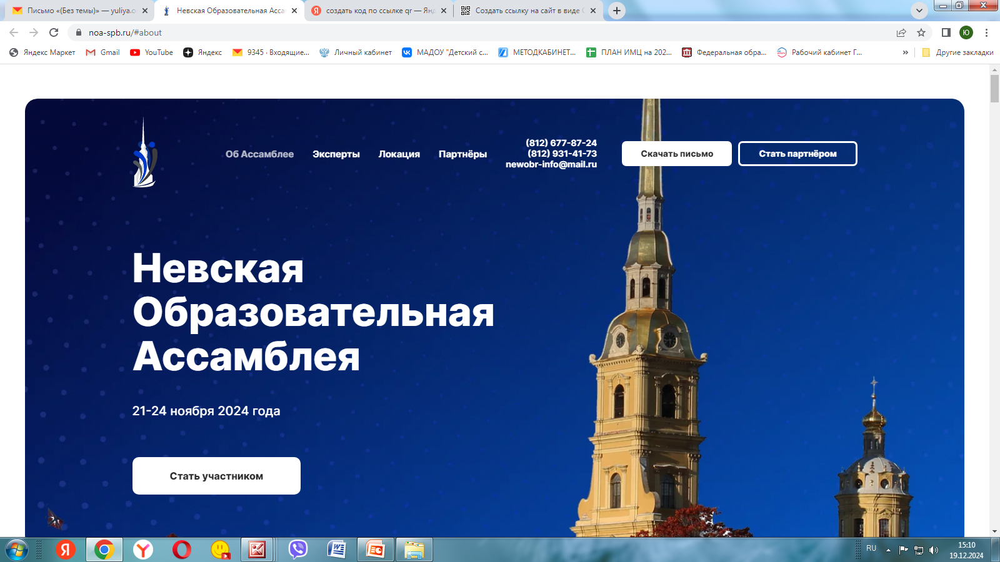 Письмо «(Без темы)» — yuliya.o
Невская Образовательная Асса
создать код по ссылке qr — Янд
Создать ссылку на сайт в виде
noa-spb.ru/#about
Ю
Яндекс Маркет
Gmail
YouTube
Яндекс
9345 · Входящие...
Личный кабинет
МАДОУ "Детский с...
МЕТОДКАБИНЕТ...
ПЛАН ИМЦ на 202...
Федеральная обра...
Рабочий кабинет Г...
»
Другие закладки
Об Ассамблее
Эксперты
Локация
Партнёры
(812) 677-87-24
(812) 931-41-73
newobr-info@mail.ru
Скачать письмо
Стать партнёром
Невская
Образовательная
Ассамблея
21-24 ноября 2024 года
Стать участником
RU
15:10
19.12.2024